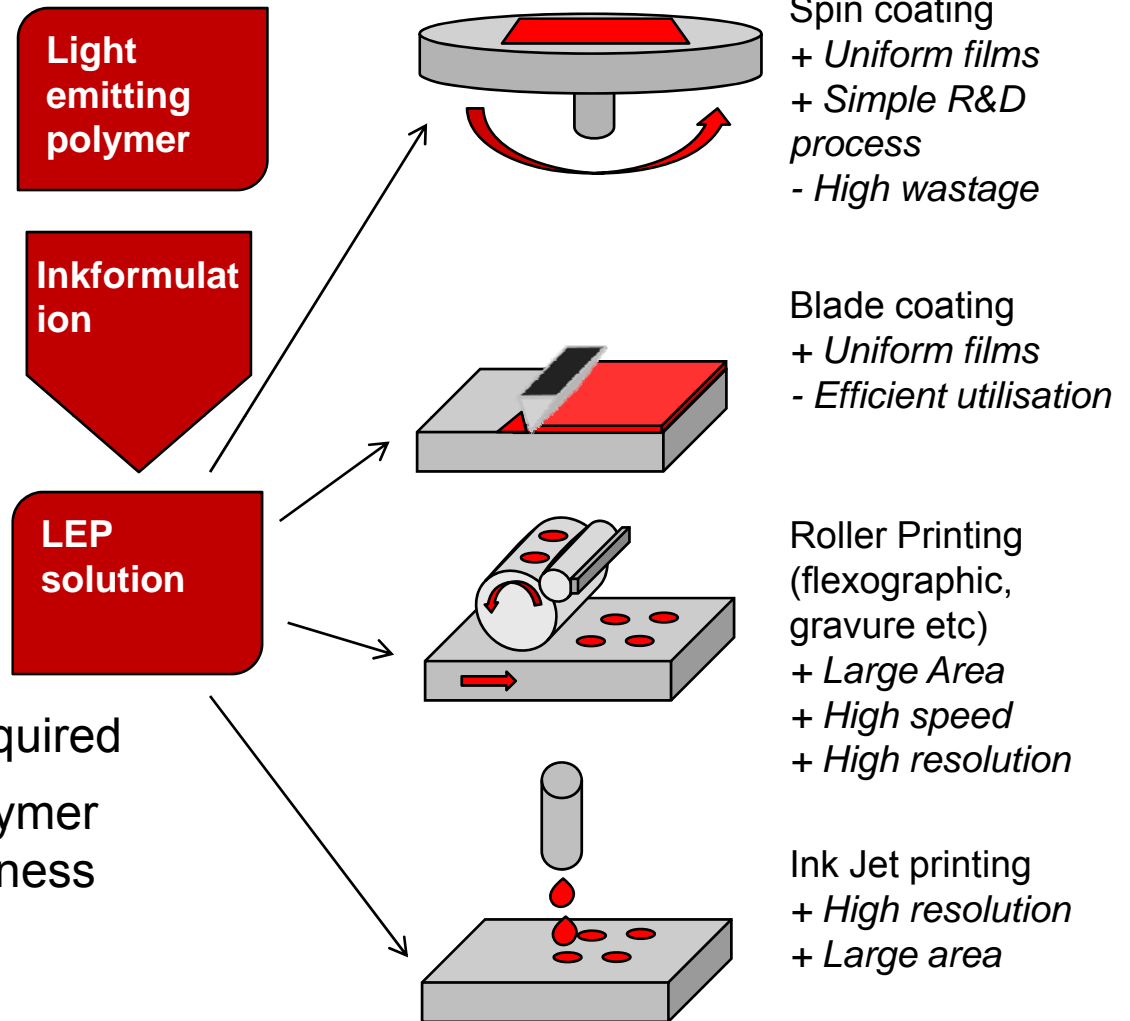 Light
emitting
polymer
Inkformulat
ion
LEP
solution
quired
ymer
ness
Spin coating
+ Uniform films
+ Simple R&D
process
- High wastage
Blade coating
+ Uniform films
- Efficient utilisation
Roller Printing
(flexographic,
gravure etc)
+ Large Area
+ High speed
+ High resolution
Ink Jet printing
+ High resolution
+ Large area